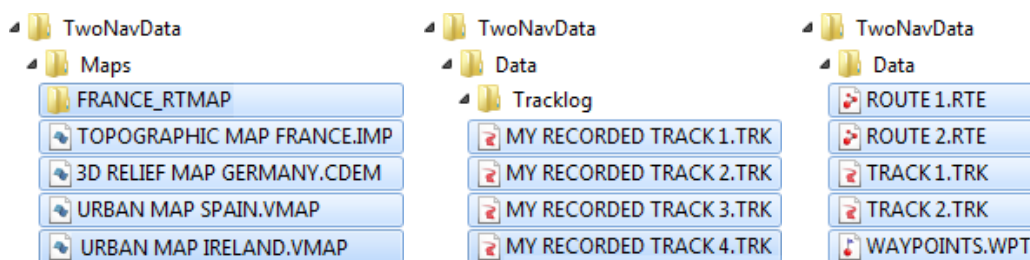 TwoNavData
Maps
FRANCE_RTMAP
TOPOGRAPHIC MAP FRANCE.IMP
3D RELIEF MAP GERMANY.CDEM
URBAN MAP SPAIN.VMAP
URBAN MAP IRELAND.VMAP
TwoNavData
Data
Tracklog
MY RECORDED TRACK 1.TRK
MY RECORDED TRACK 2.TRK
MY RECORDED TRACK 3.TRK
MY RECORDED TRACK 4.TRK
TwoNavData
Data
ROUTE 1.RTE
ROUTE 2.RTE
TRACK 1.TRK
TRACK 2.TRK
WAYPOINTS.WPT